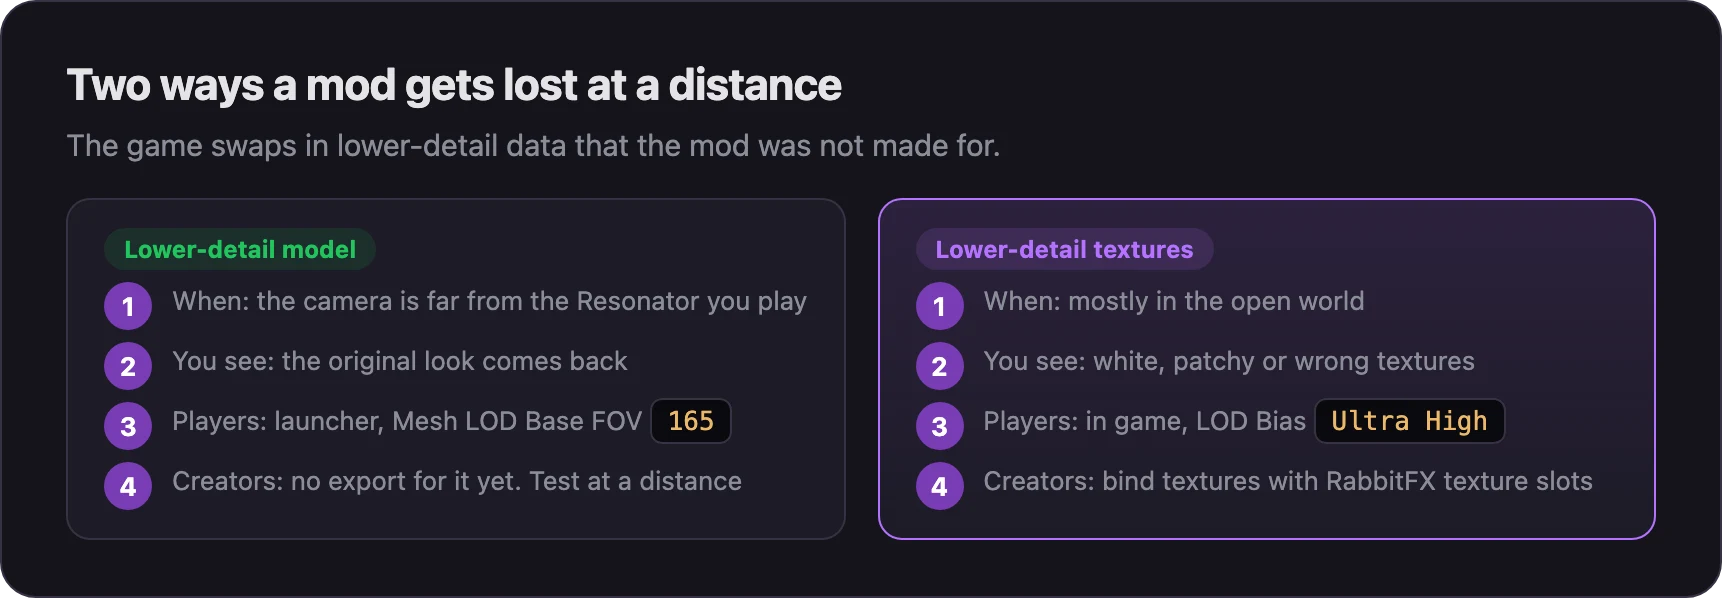 Two ways a mod gets lost at a distance
The game swaps in lower-detail data that the mod was not made for.
Lower-detail model
1 When: the camera is far from the Resonator you play
2 You see: the original look comes back
3 Players: launcher, Mesh LOD Base FOV 165
4 Creators: no export for it yet. Test at a distance
Lower-detail textures
1 When: mostly in the open world
2 You see: white, patchy or wrong textures
3 Players: in game, LOD Bias Ultra High
4 Creators: bind textures with RabbitFX texture slots